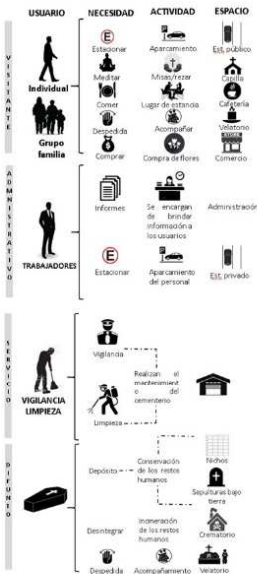 USUARIO NECESIDAD ACTIVIDAD ESPACIO
VISITANTE
Individual
Grupo
familia
E
Estacionar Aparcamiento Est. público
Meditar Misas/rezar Capilla
Comer Lugar de estancia Cafetería
Despedida Acompañar Velatorio
Comprar Compra de flores Comercio
ADMINISTRATIVO
TRABAJADORES
Informes
Se encargan
de brindar
información a
los usuarios
Administración
E
Estacionar
Aparcamiento
del personal
Est. privado
SERVICIO
VIGILANCIA
LIMPIEZA
Vigilancia
Realizan el
mantenimient
o del
cementerio
Limpieza
DIFUNTO
Depósito
Conservación
de los restos
humanos
Nichos
Sepulturas bajo
tierra
Desintegrar
Incineración
de los restos
humanos
Crematorio
Despedida Acompañamiento Velatorio